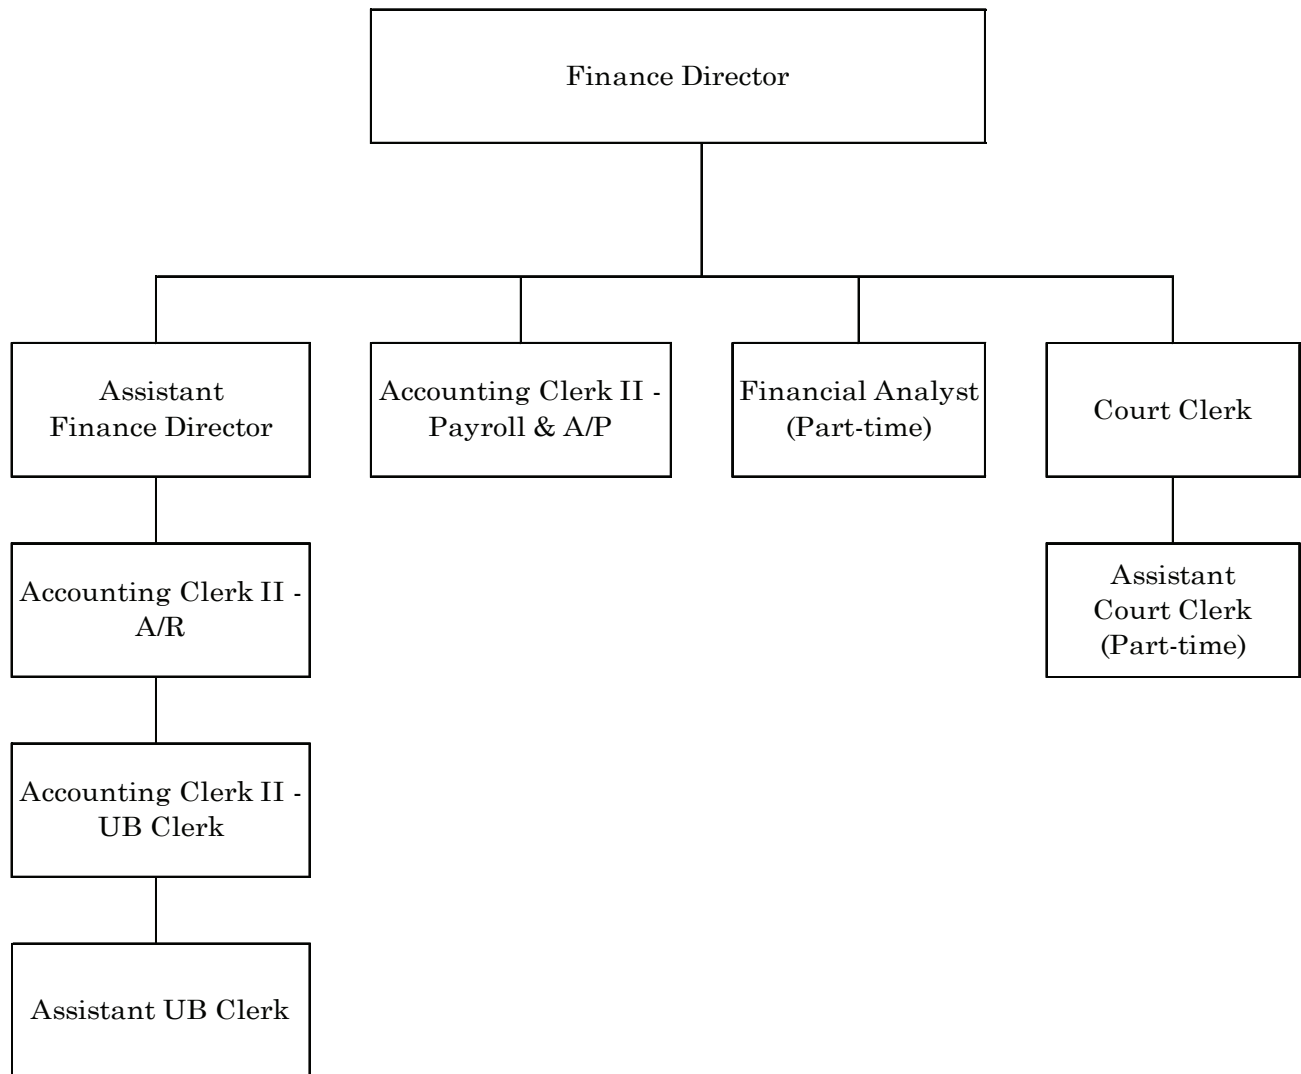 Finance Director
Assistant
Finance Director
Accounting Clerk II -
Payroll & A/P
Financial Analyst
(Part-time)
Court Clerk
Accounting Clerk II -
A/R
Assistant
Court Clerk
(Part-time)
Accounting Clerk II -
UB Clerk
Assistant UB Clerk